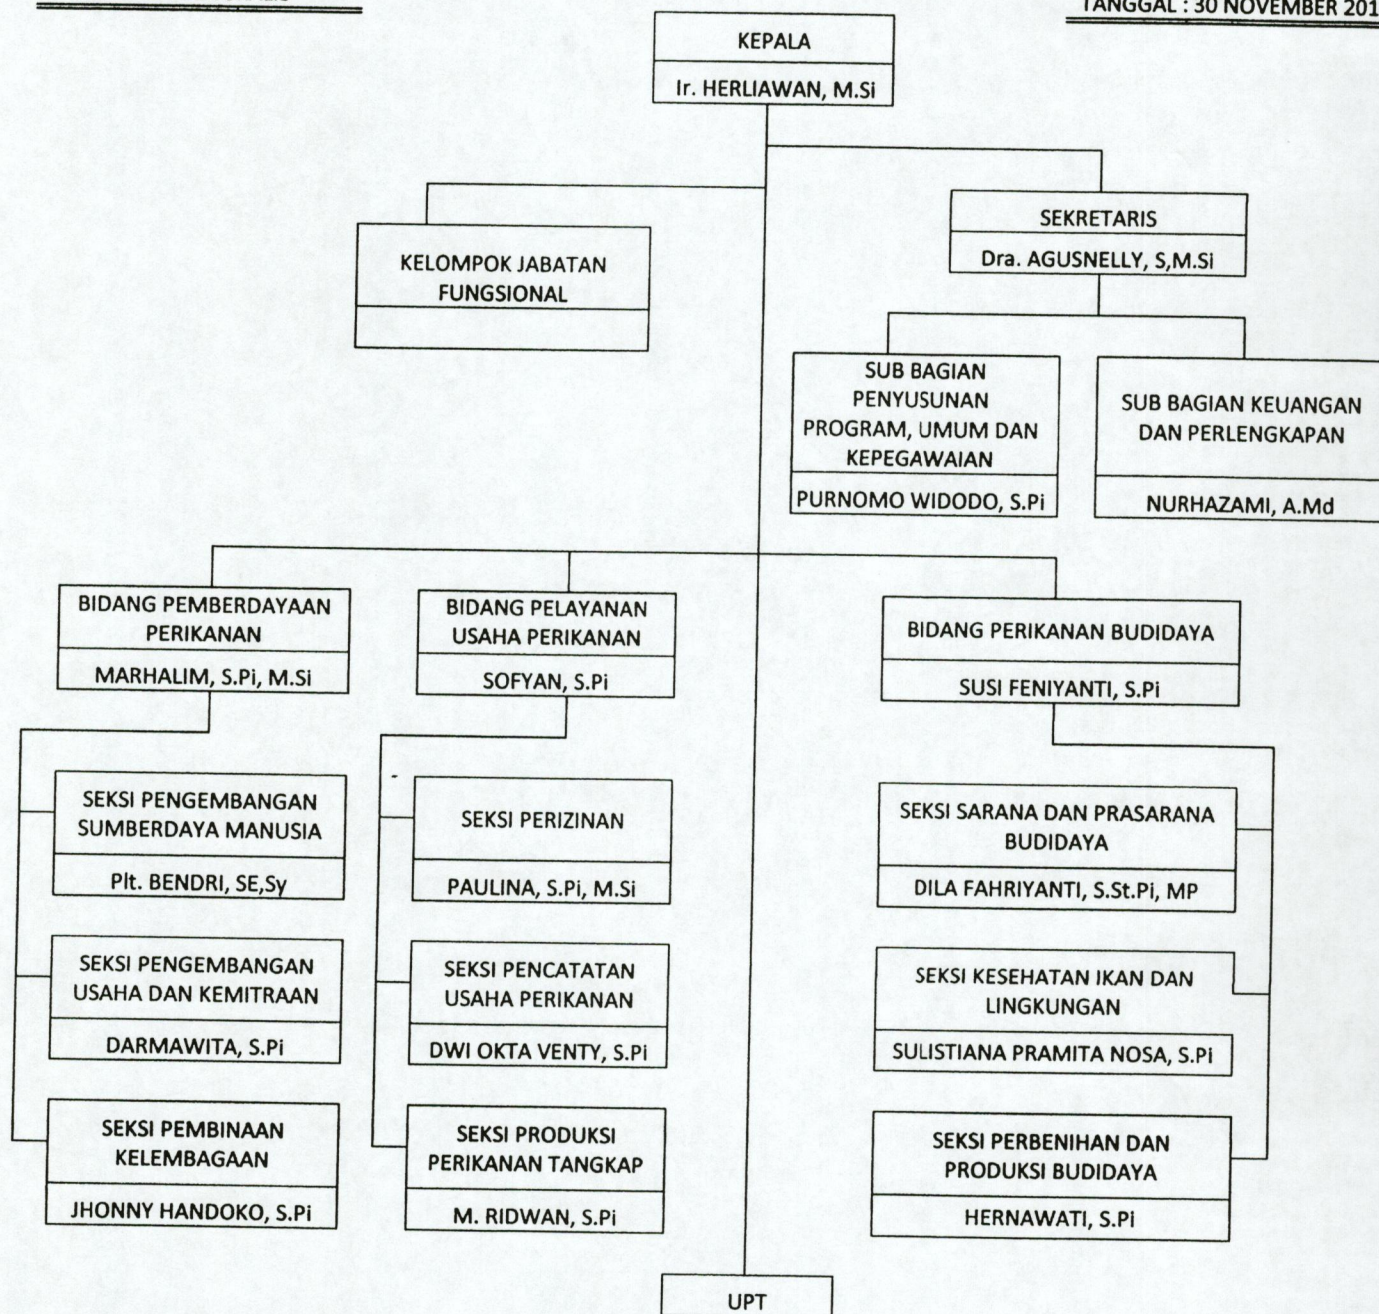 TANGGAL : 30 NOVEMBER 201
KEPALA
Ir. HERLIAWAN, M.Si
SEKRETARIS
Dra. AGUSNELLY, S,M.Si
KELOMPOK JABATAN
FUNGSIONAL
SUB BAGIAN
PENYUSUNAN
PROGRAM, UMUM DAN
KEPEGAWAIAN
PURNOMO WIDODO, S.Pi
SUB BAGIAN KEUANGAN
DAN PERLENGKAPAN
NURHAZAMI, A.Md
BIDANG PEMBERDAYAAN
PERIKANAN
MARHALIM, S.Pi, M.Si
BIDANG PELAYANAN
USAHA PERIKANAN
SOFYAN, S.Pi
BIDANG PERIKANAN BUDIDAYA
SUSI FENIYANTI, S.Pi
SEKSI PENGEMBANGAN
SUMBERDAYA MANUSIA
Plt. BENDRI, SE,Sy
SEKSI PERIZINAN
PAULINA, S.Pi, M.Si
SEKSI SARANA DAN PRASARANA
BUDIDAYA
DILA FAHRIYANTI, S.St.Pi, MP
SEKSI PENGEMBANGAN
USAHA DAN KEMITRAAN
DARMAWITA, S.Pi
SEKSI PENCATATAN
USAHA PERIKANAN
DWI OKTA VENTY, S.Pi
SEKSI KESEHATAN IKAN DAN
LINGKUNGAN
SULISTIANA PRAMITA NOSA, S.Pi
SEKSI PEMBINAAN
KELEMBAGAAN
JHONNY HANDOKO, S.Pi
SEKSI PRODUKSI
PERIKANAN TANGKAP
M. RIDWAN, S.Pi
SEKSI PERBENIHAN DAN
PRODUKSI BUDIDAYA
HERNAWATI, S.Pi
UPT